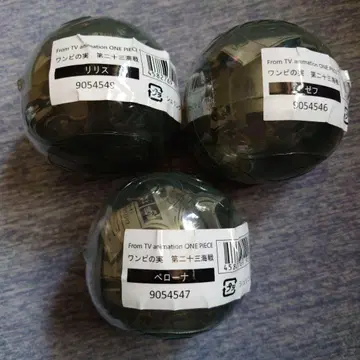 From TV animation ONE PIECE
ワンピの実 第二十三海戦
リリス
9054549
From TV animation ONE PIECE
ワンピの実 第二十三海戦
ゼフ
9054546
From TV animation ONE PIECE
ワンピの実 第二十三海戦
ペローナ
9054547